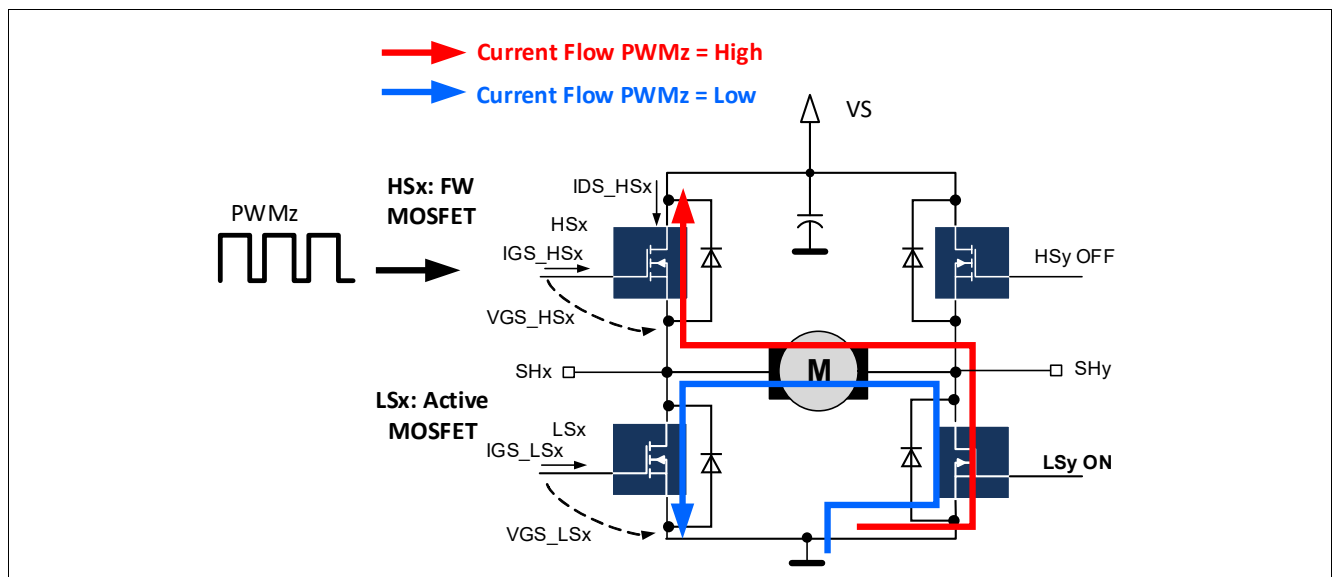 Current Flow PWMz = High
Current Flow PWMz = Low
VS
PWMz
HSx: FW
MOSFET
IDS_HSx
HSx
IGS_HSx
VGS_HSx
HSy OFF
SHx
M
SHy
LSx: Active
MOSFET
LSx
IGS_LSx
VGS_LSx
LSy ON